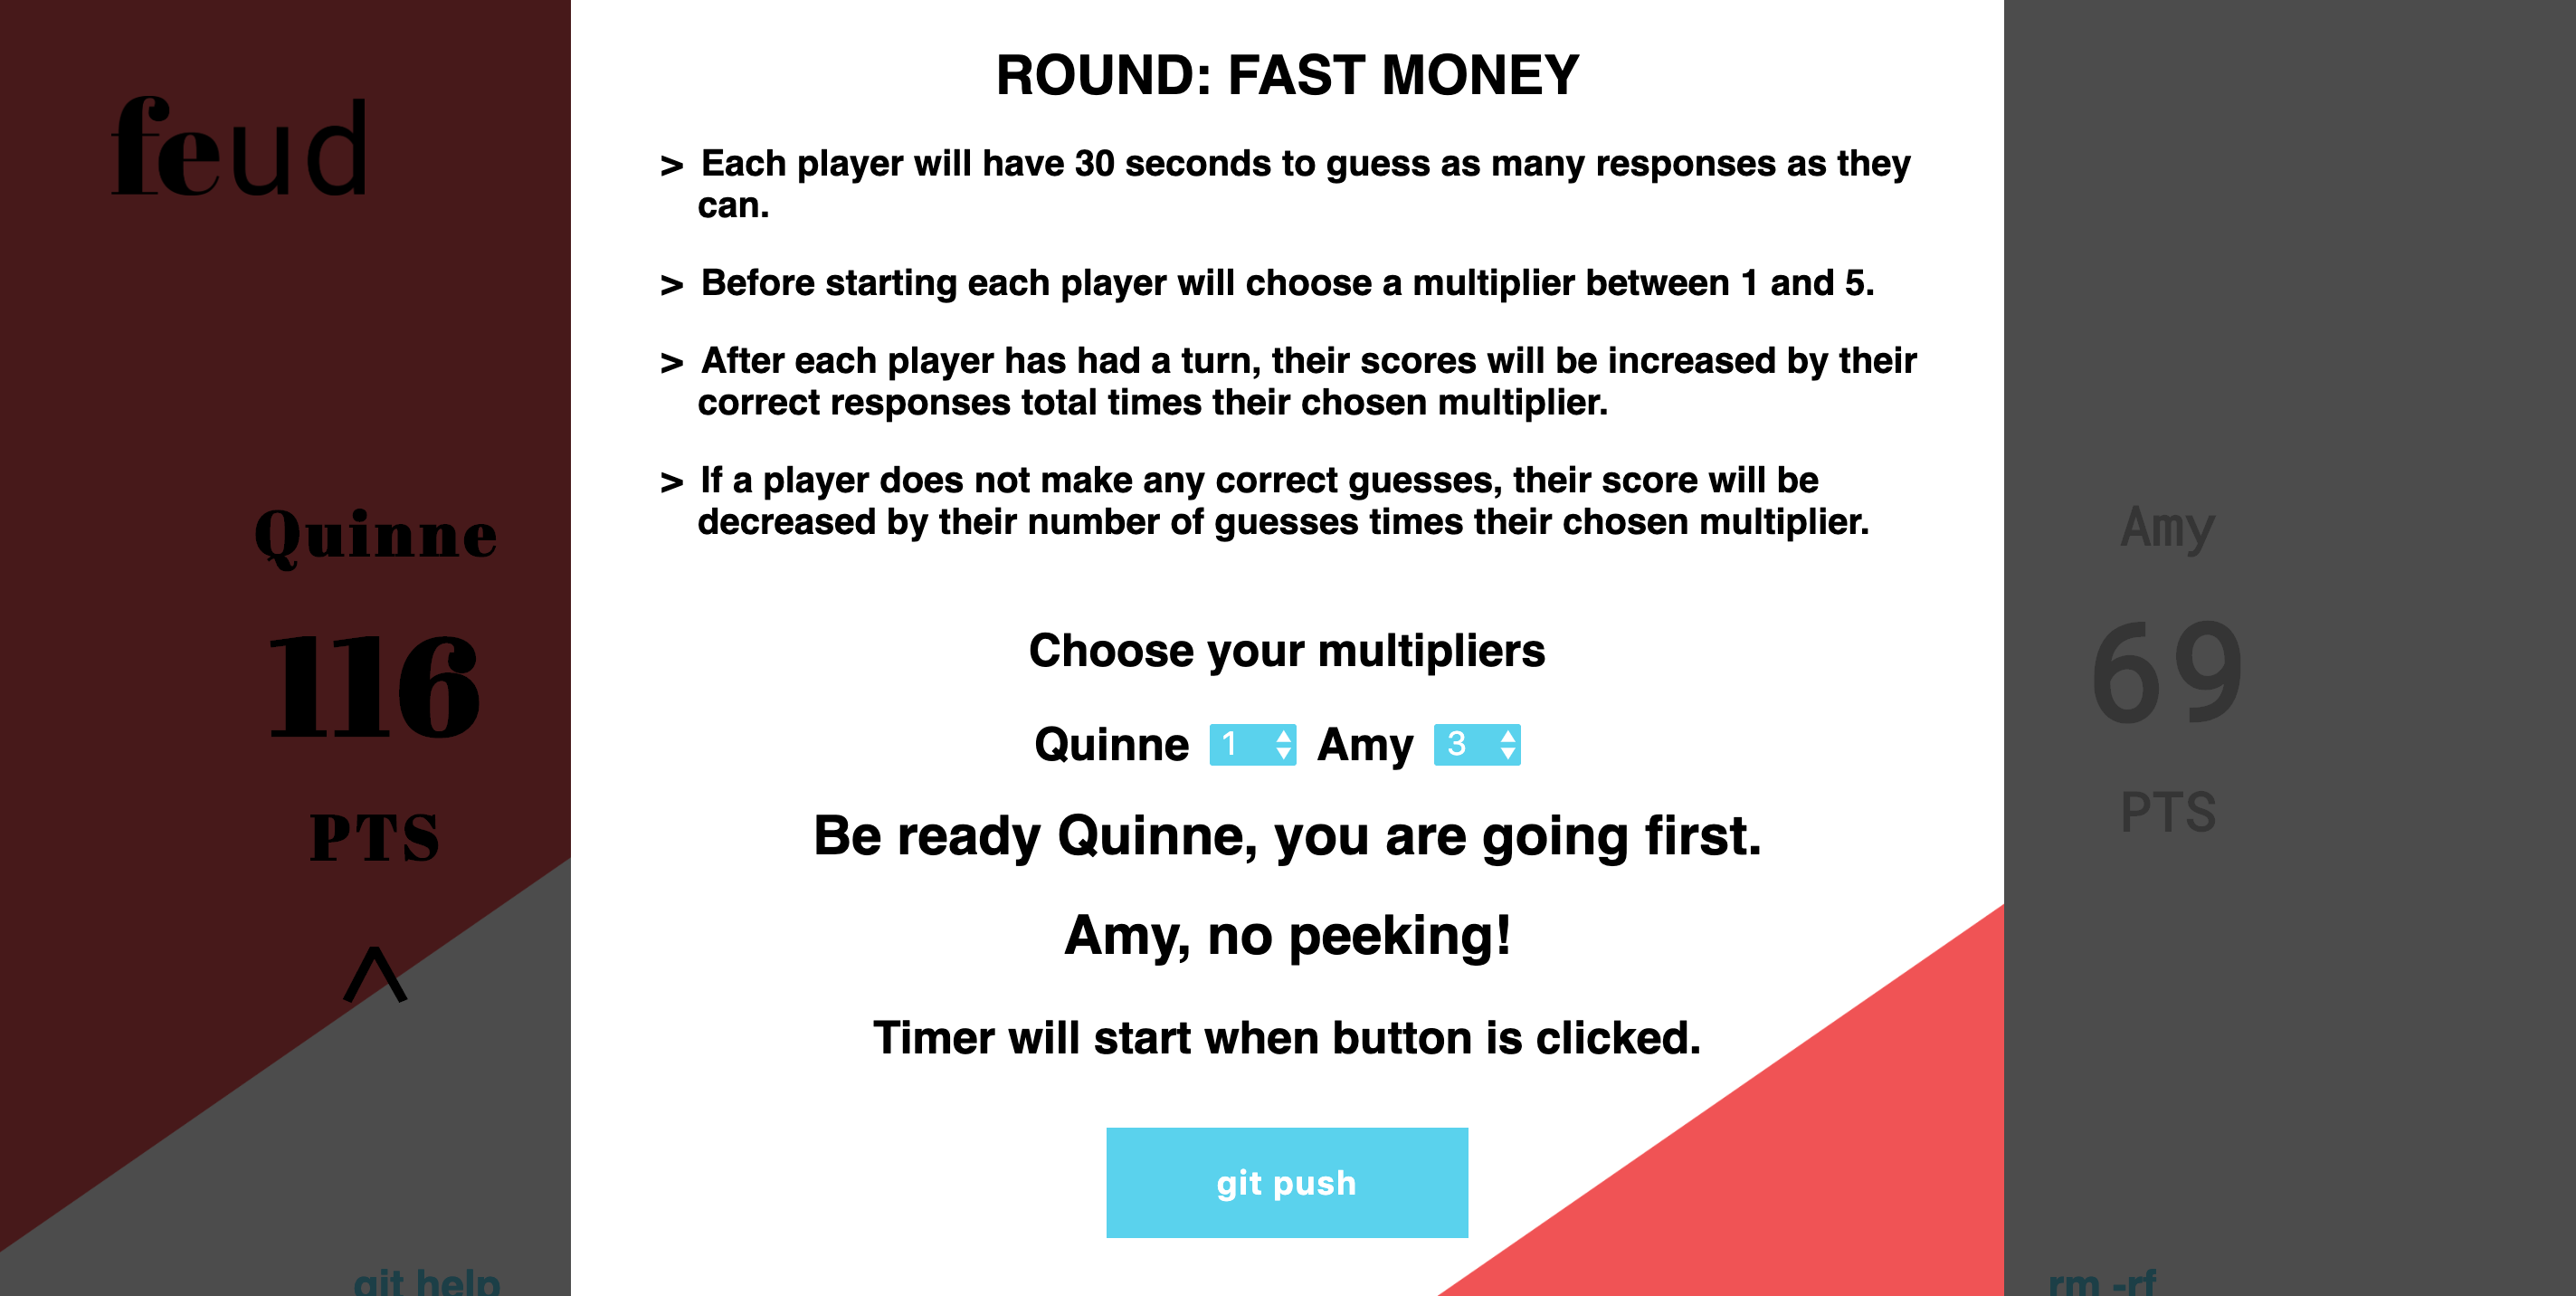 feud
ROUND: FAST MONEY
> Each player will have 30 seconds to guess as many responses as they
can.
> Before starting each player will choose a multiplier between 1 and 5.
> After each player has had a turn, their scores will be increased by their
correct responses total times their chosen multiplier.
> If a player does not make any correct guesses, their score will be
decreased by their number of guesses times their chosen multiplier.
Quinne
116
PTS
^
Choose your multipliers
Quinne 1 Amy 3
Be ready Quinne, you are going first.
Amy, no peeking!
Timer will start when button is clicked.
git push
Amy
69
PTS
git help
rm -rf